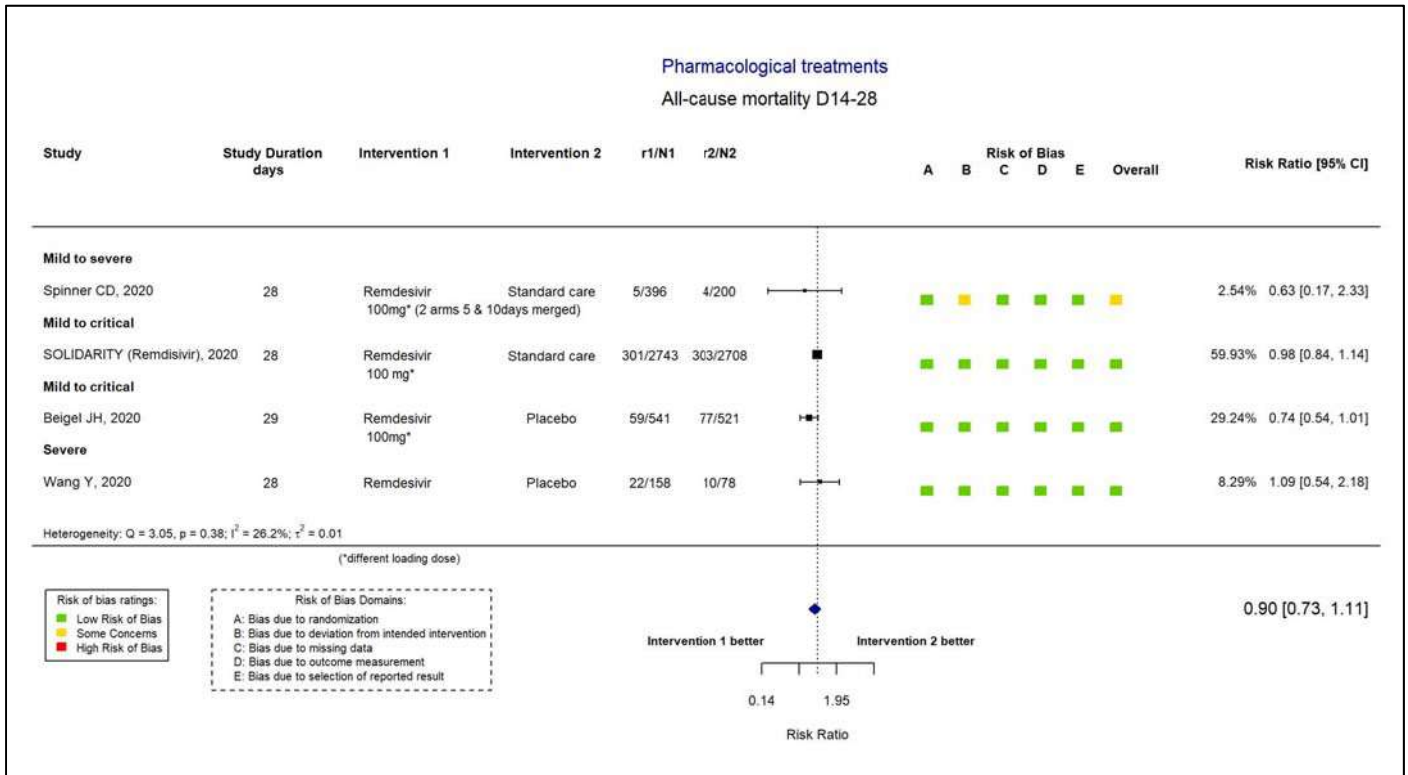 Pharmacological treatments
All-cause mortality D14-28
Study Study Duration days Intervention 1 Intervention 2 r1/N1 r2/N2 Risk of Bias A B C D E Overall Risk Ratio [95% CI]
Mild to severe
Spinner CD, 2020 28 Remdesivir Standard care 5/396 4/200 2.54% 0.63 [0.17, 2.33]
100mg* (2 arms 5 & 10days merged)
Mild to critical
SOLIDARITY (Remdisivir), 2020 28 Remdesivir Standard care 301/2743 303/2708 59.93% 0.98 [0.84, 1.14]
100 mg*
Mild to critical
Beigel JH, 2020 29 Remdesivir Placebo 59/541 77/521 29.24% 0.74 [0.54, 1.01]
100mg*
Severe
Wang Y, 2020 28 Remdesivir Placebo 22/158 10/78 8.29% 1.09 [0.54, 2.18]
Heterogeneity: Q = 3.05, p = 0.38; I² = 26.2%; τ² = 0.01
(*different loading dose)
Risk of bias ratings:
Low Risk of Bias
Some Concerns
High Risk of Bias
Risk of Bias Domains:
A: Bias due to randomization
B: Bias due to deviation from intended intervention
C: Bias due to missing data
D: Bias due to outcome measurement
E: Bias due to selection of reported result
0.90 [0.73, 1.11]
Intervention 1 better Intervention 2 better
0.14 1.95
Risk Ratio